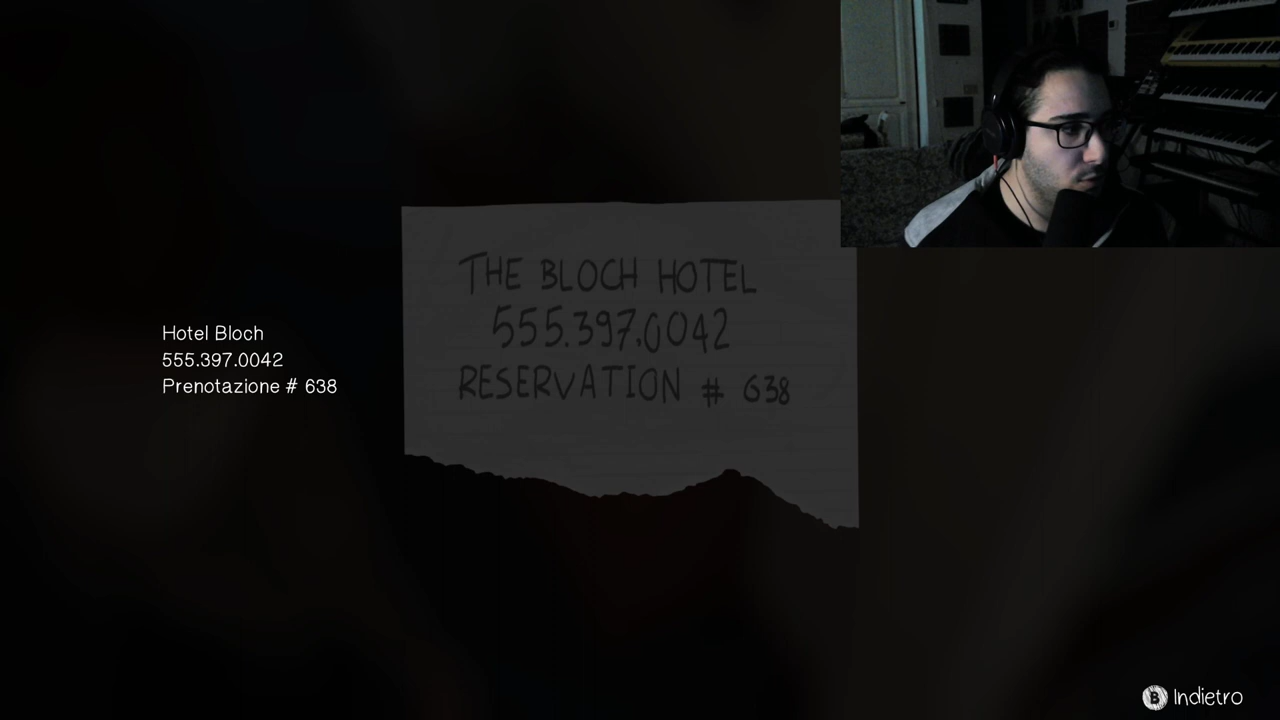 THE BLOCH HOTEL
555.397.0042
RESERVATION # 638
Hotel Bloch
555.397.0042
Prenotazione # 638
B Indietro